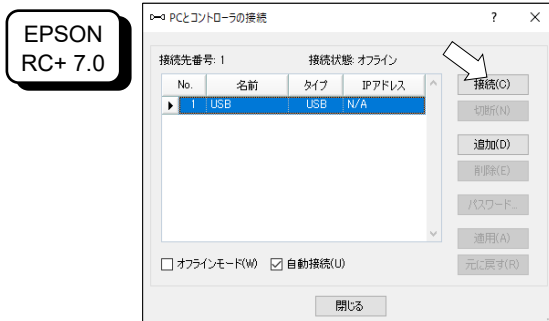 EPSON
RC+ 7.0
PCとコントローラの接続
接続先番号: 1 接続状態: オフライン
No. 名前 タイプ IPアドレス
1 USB USB N/A
接続(C)
切断(N)
追加(D)
削除(E)
パスワード...
適用(A)
元に戻す(R)
オフラインモード(W) 自動接続(U)
閉じる